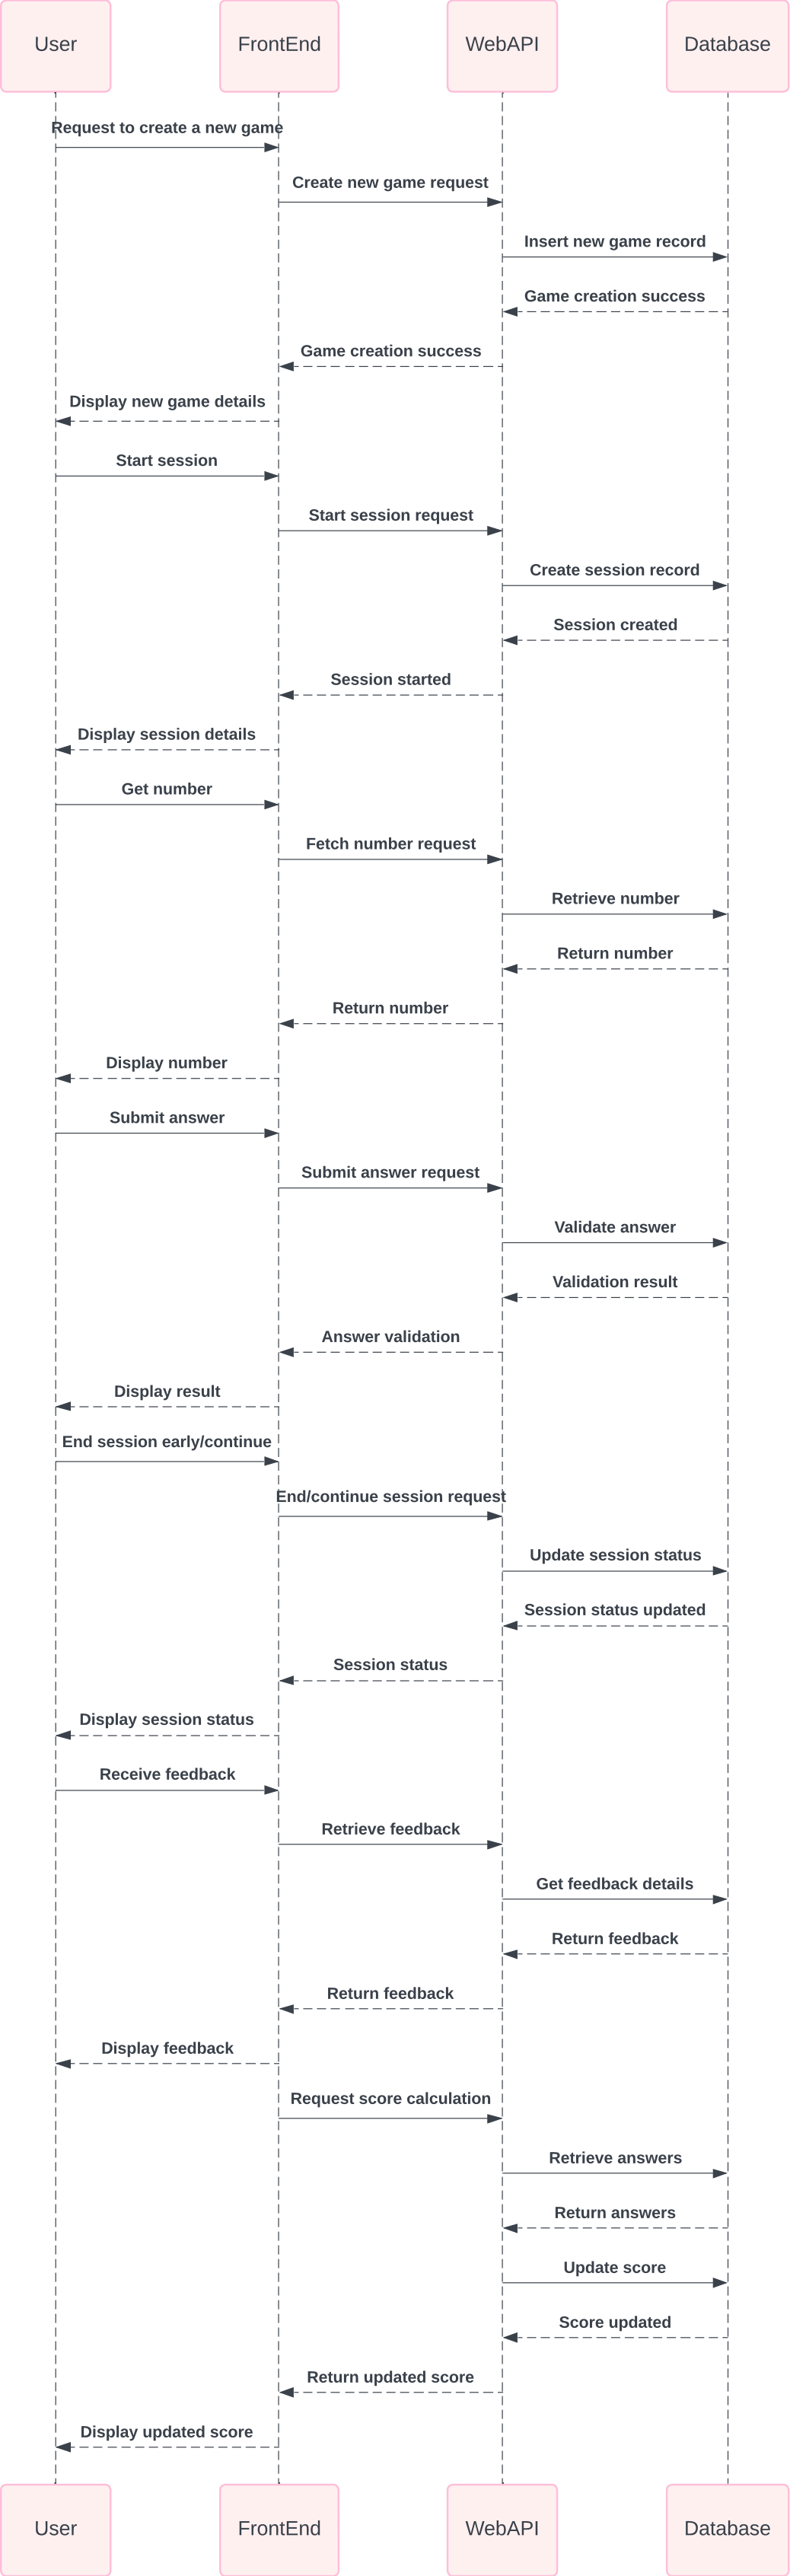 User
FrontEnd
WebAPI
Database
Request to create a new game
Create new game request
Insert new game record
Game creation success
Game creation success
Display new game details
Start session
Start session request
Create session record
Session created
Session started
Display session details
Get number
Fetch number request
Retrieve number
Return number
Return number
Display number
Submit answer
Submit answer request
Validate answer
Validation result
Answer validation
Display result
End session early/continue
End/continue session request
Update session status
Session status updated
Session status
Display session status
Receive feedback
Retrieve feedback
Get feedback details
Return feedback
Return feedback
Display feedback
Request score calculation
Retrieve answers
Return answers
Update score
Score updated
Return updated score
Display updated score
User
FrontEnd
WebAPI
Database